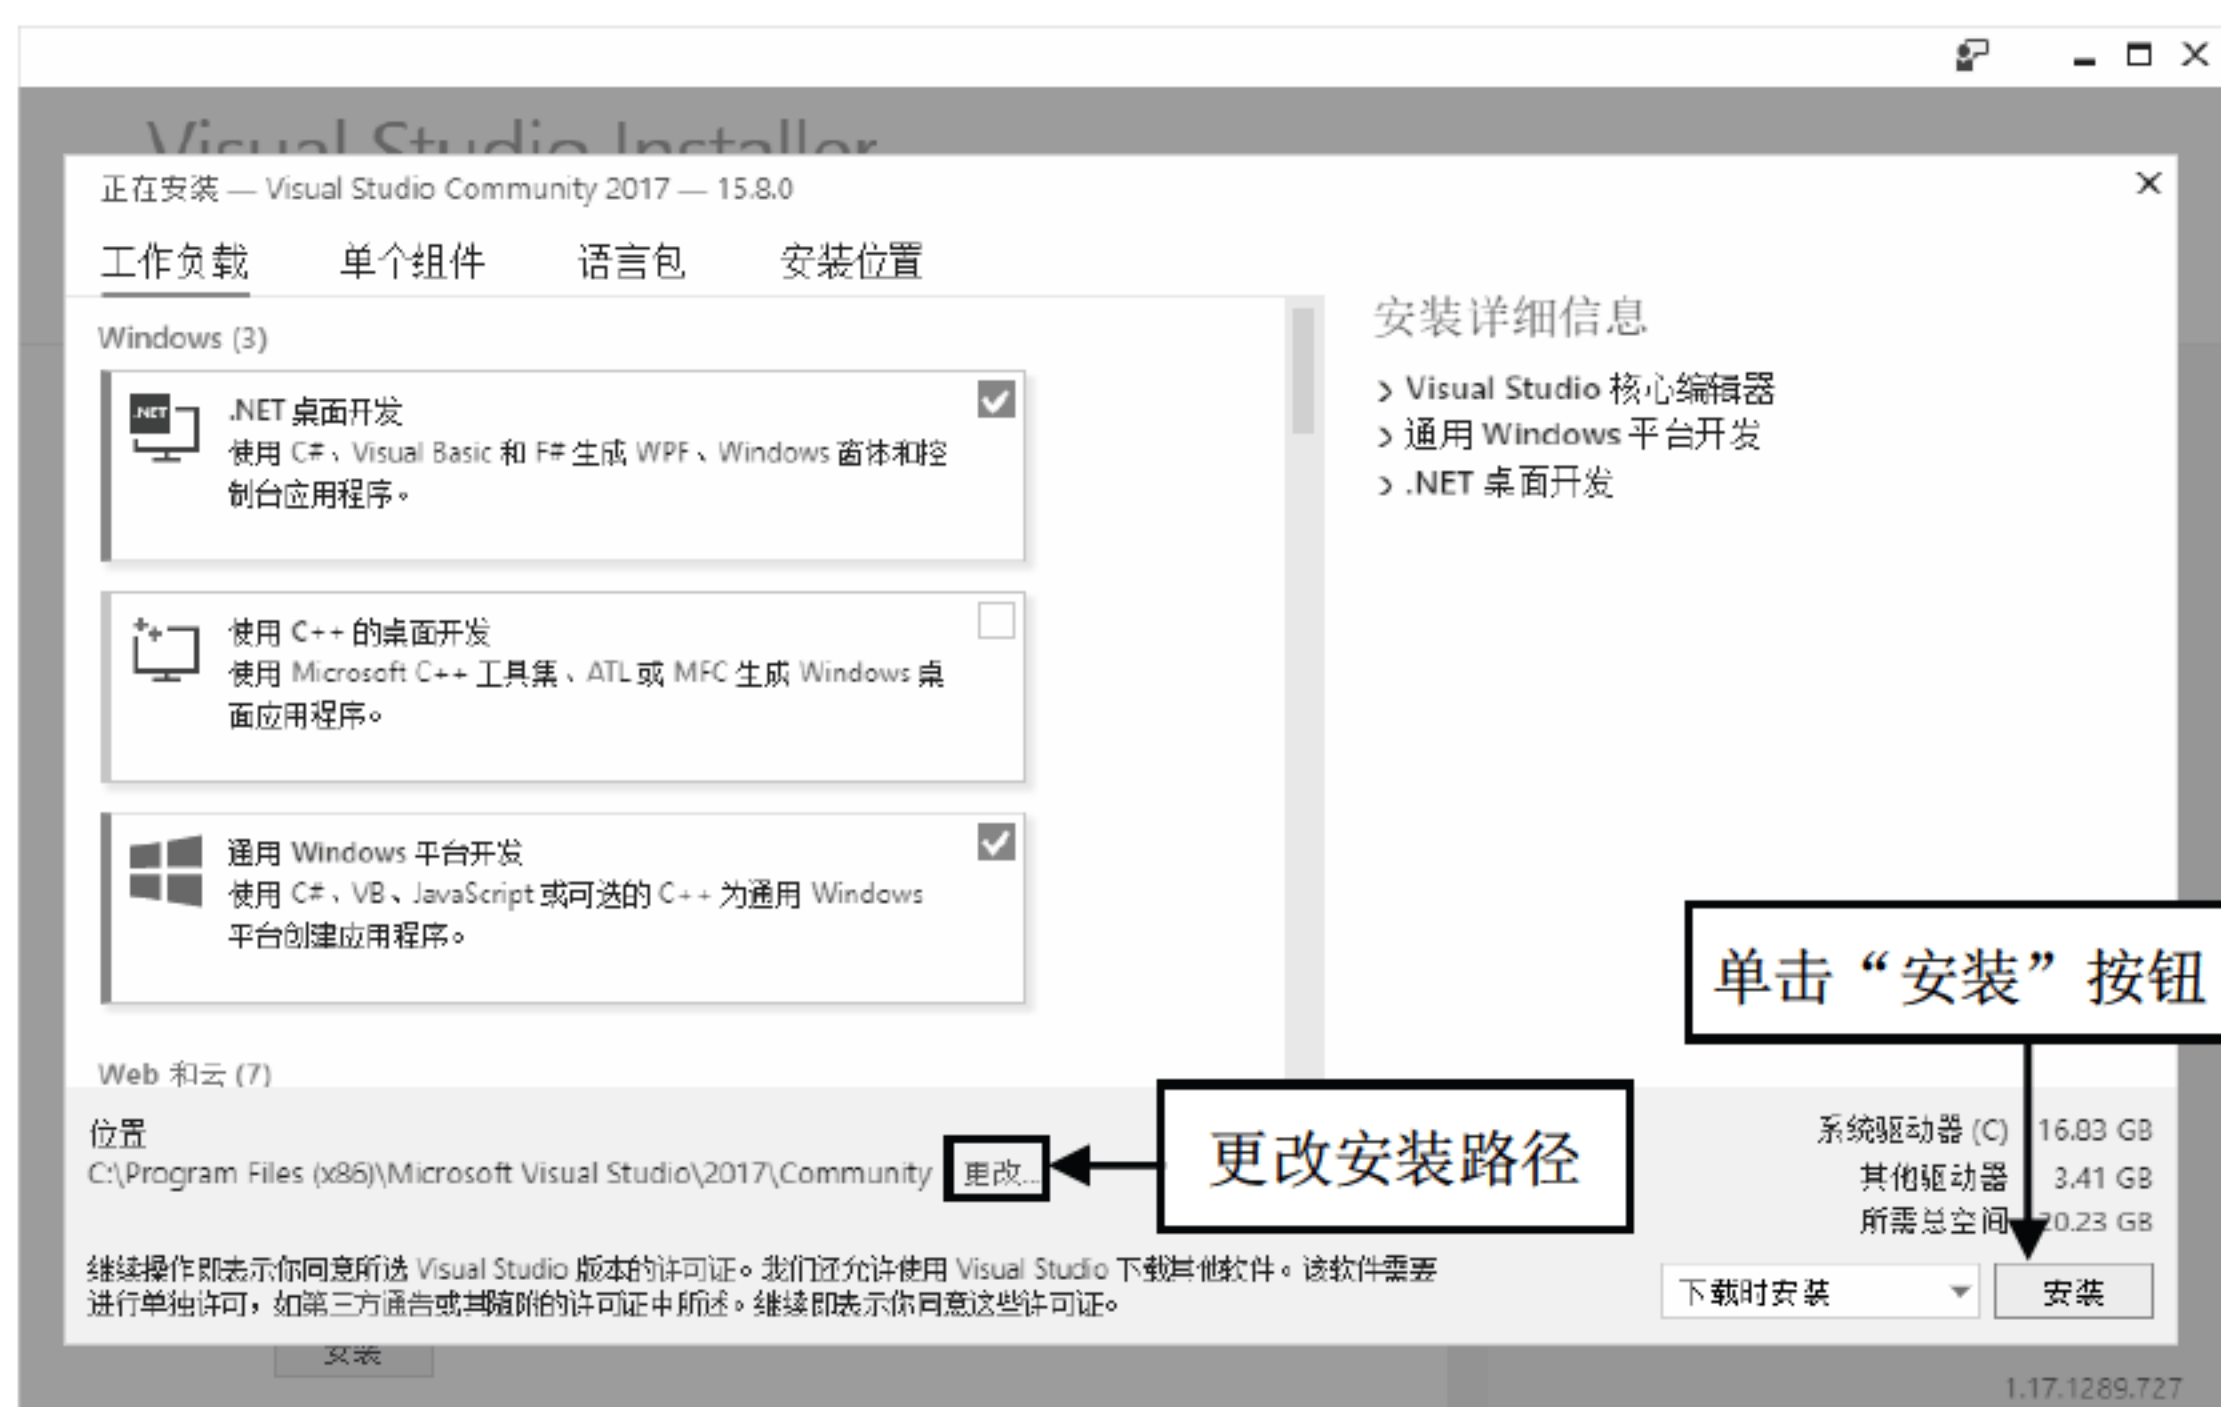 Visual Studio Installer
正在安装 — Visual Studio Community 2017 — 15.8.0
工作负载 单个组件 语言包 安装位置
Windows (3)
.NET
.NET 桌面开发
使用 C#、Visual Basic 和 F# 生成 WPF、Windows 窗体和控
制台应用程序。
使用 C++ 的桌面开发
使用 Microsoft C++ 工具集、ATL 或 MFC 生成 Windows 桌
面应用程序。
通用 Windows 平台开发
使用 C#、VB、JavaScript 或可选的 C++ 为通用 Windows
平台创建应用程序。
Web 和云 (7)
安装详细信息
> Visual Studio 核心编辑器
> 通用 Windows 平台开发
> .NET 桌面开发
单击“安装”按钮
位置
C:\Program Files (x86)\Microsoft Visual Studio\2017\Community 更改...
更改安装路径
系统驱动器 (C) 16.83 GB
其他驱动器 3.41 GB
所需总空间 20.23 GB
继续操作即表示你同意所选 Visual Studio 版本的许可证。我们还允许使用 Visual Studio 下载其他软件。该软件需要
进行单独许可，如第三方通告或其随附的许可证中所述。继续即表示你同意这些许可证。
下载时安装 安装
安装
1.17.1289.727